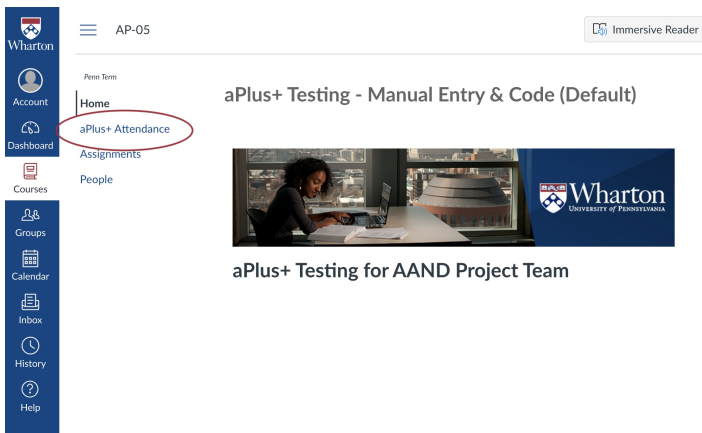 Wharton
Account
Dashboard
Courses
Groups
Calendar
Inbox
History
Help
AP-05
Immersive Reader
Penn Term
Home
aPlus+ Attendance
Assignments
People
aPlus+ Testing - Manual Entry & Code (Default)
Wharton
University of Pennsylvania
aPlus+ Testing for AAND Project Team